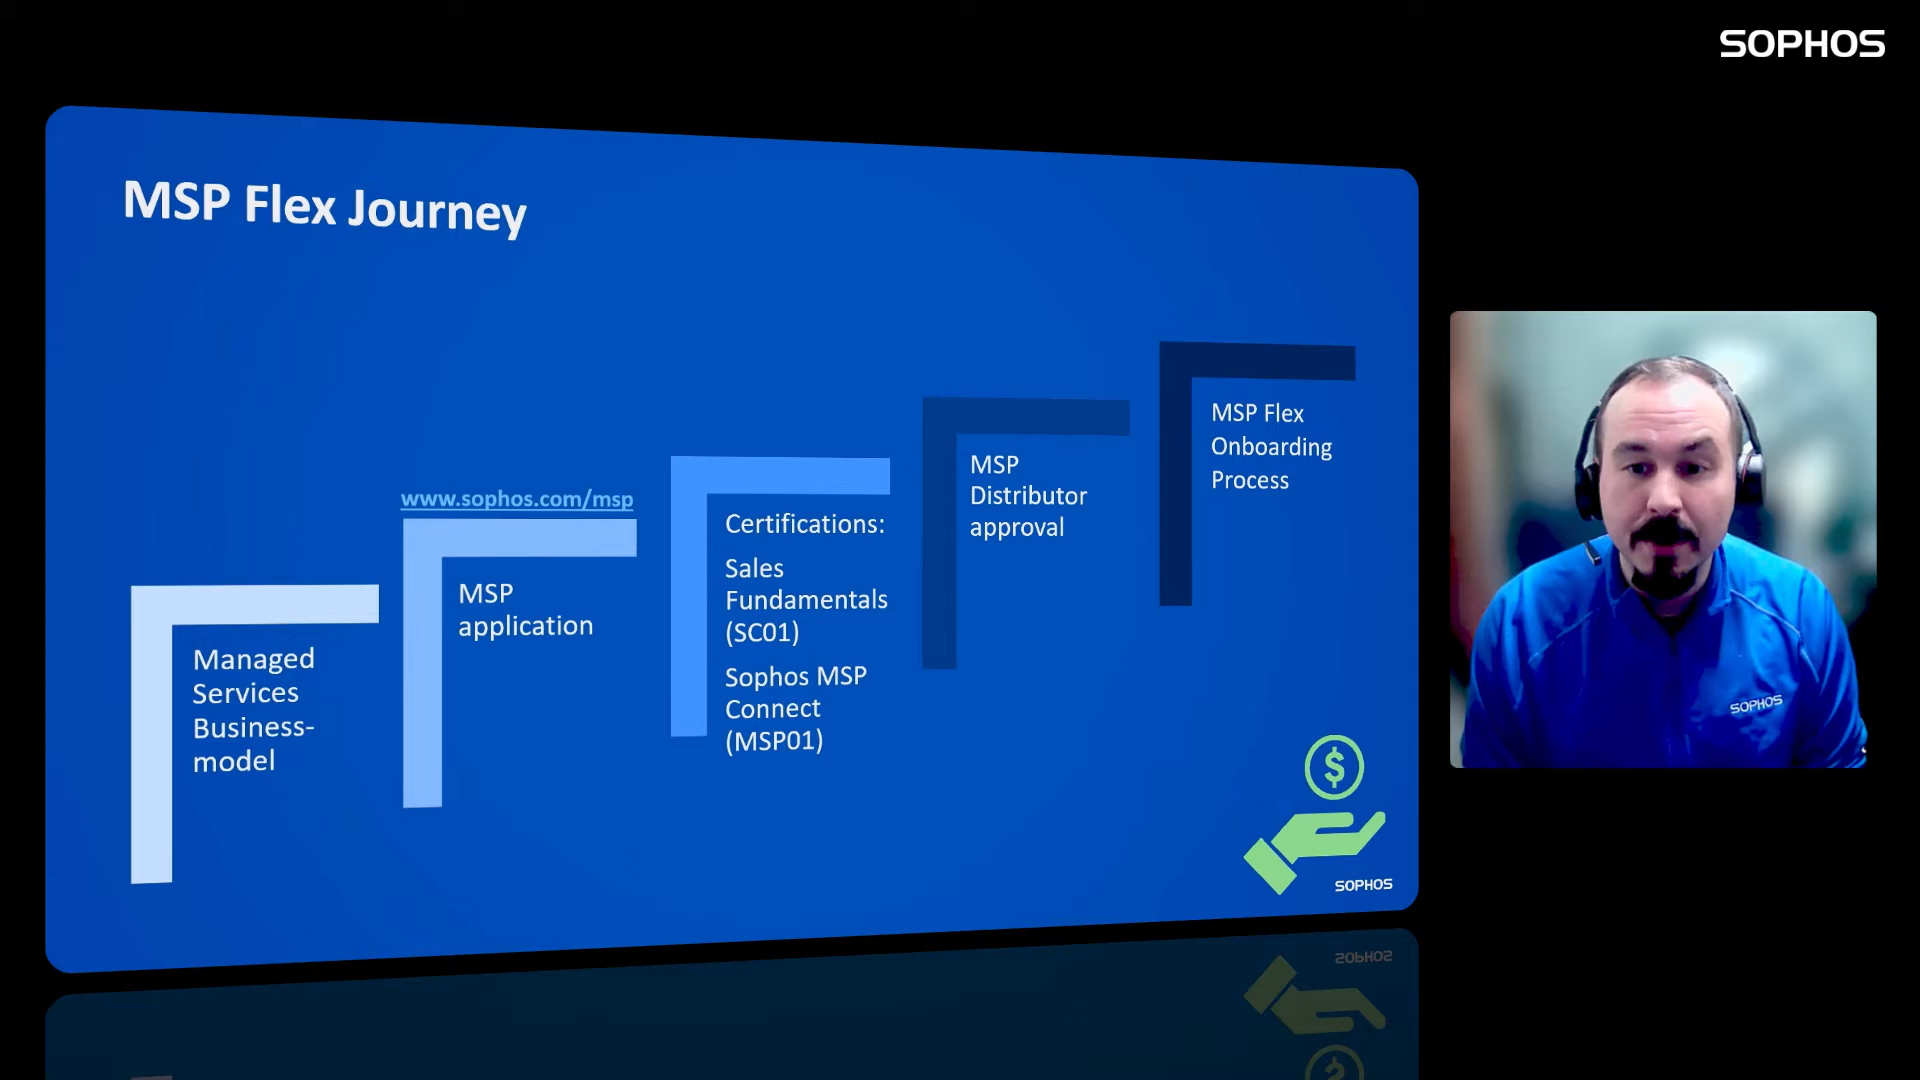 SOPHOS
MSP Flex Journey
Managed
Services
Business-
model
www.sophos.com/msp
MSP
application
Certifications:
Sales
Fundamentals
(SC01)
Sophos MSP
Connect
(MSP01)
MSP
Distributor
approval
MSP Flex
Onboarding
Process
$
SOPHOS
SOPHOS